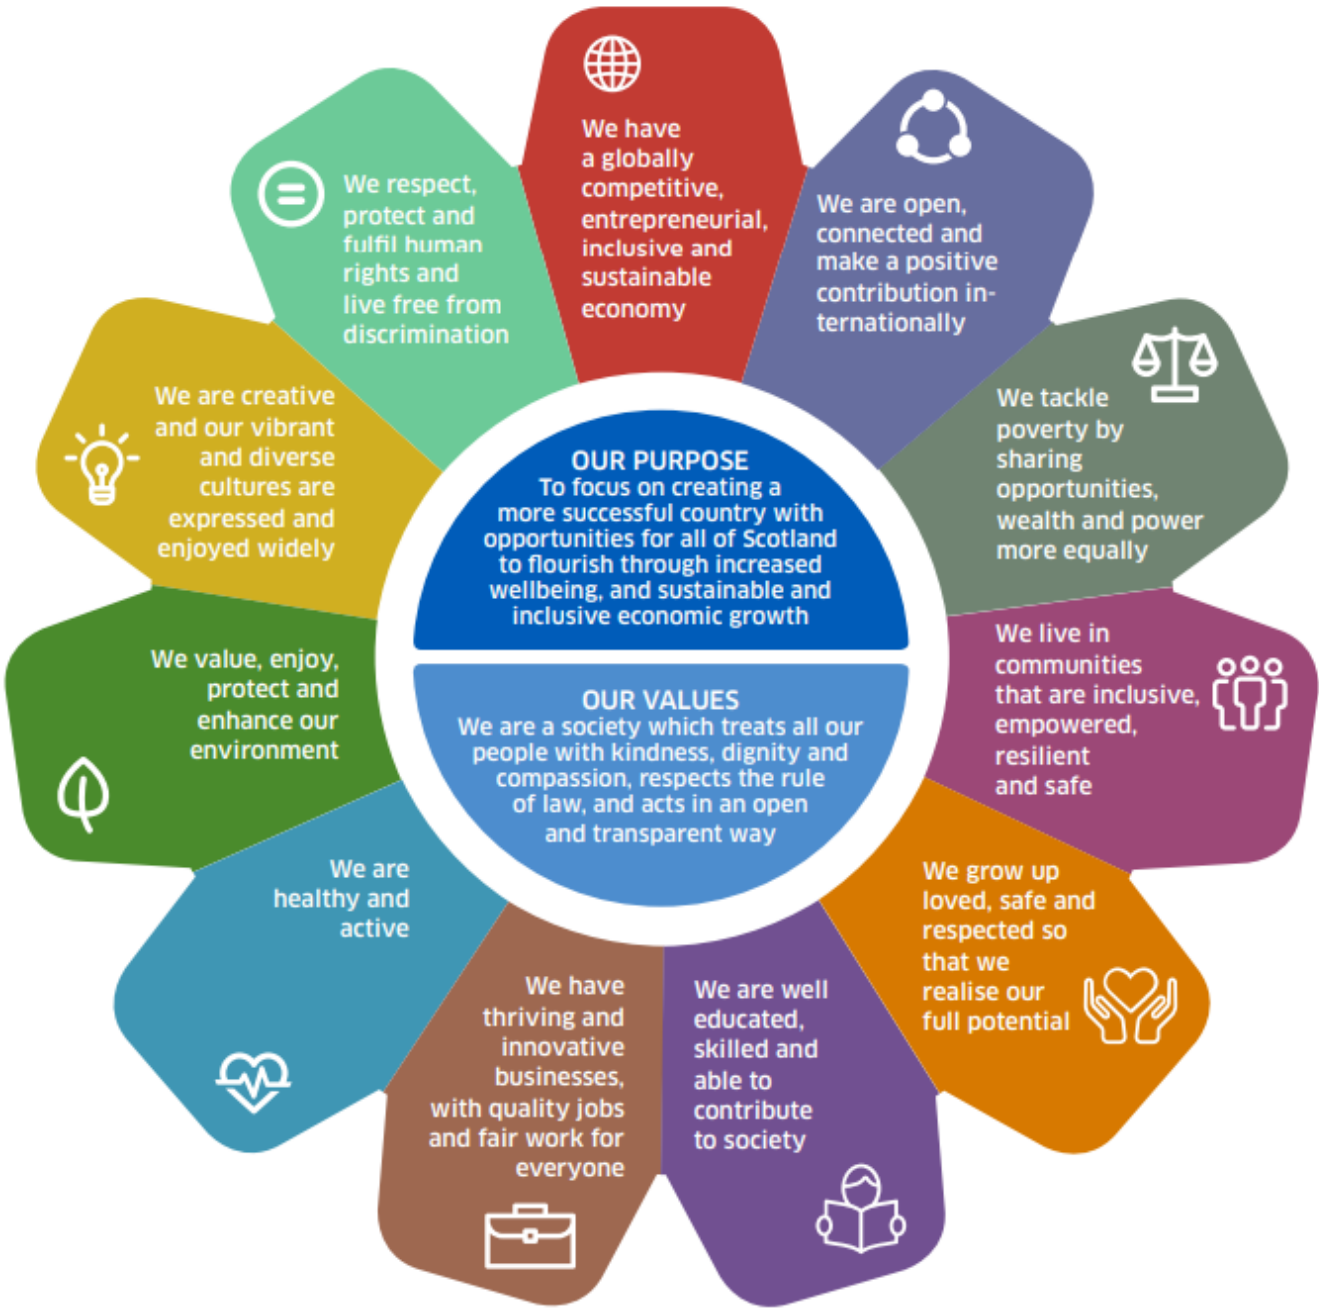 We have
a globally
competitive,
entrepreneurial,
inclusive and
sustainable
economy
We are open,
connected and
make a positive
contribution in-
ternationally
We tackle
poverty by
sharing
opportunities,
wealth and power
more equally
We live in
communities
that are inclusive,
empowered,
resilient
and safe
We grow up
loved, safe and
respected so
that we
realise our
full potential
We are well
educated,
skilled and
able to
contribute
to society
We have
thriving and
innovative
businesses,
with quality jobs
and fair work for
everyone
We are
healthy and
active
We value, enjoy,
protect and
enhance our
environment
We are creative
and our vibrant
and diverse
cultures are
expressed and
enjoyed widely
We respect,
protect and
fulfil human
rights and
live free from
discrimination
OUR PURPOSE
To focus on creating a
more successful country with
opportunities for all of Scotland
to flourish through increased
wellbeing, and sustainable and
inclusive economic growth
OUR VALUES
We are a society which treats all our
people with kindness, dignity and
compassion, respects the rule
of law, and acts in an open
and transparent way